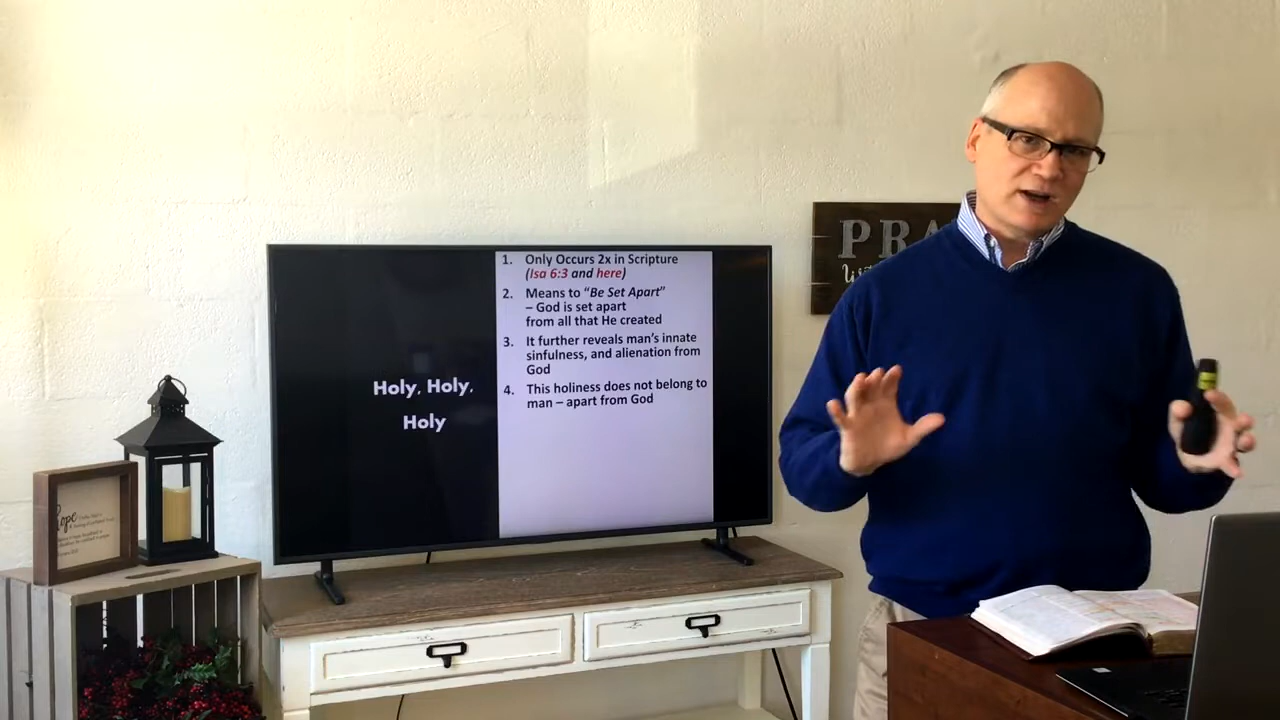 Holy, Holy,
Holy
1. Only Occurs 2x in Scripture
(Isa 6:3 and here)
2. Means to “Be Set Apart”
– God is set apart
from all that He created
3. It further reveals man’s innate
sinfulness, and alienation from
God
4. This holiness does not belong to
man – apart from God
PRA
hope